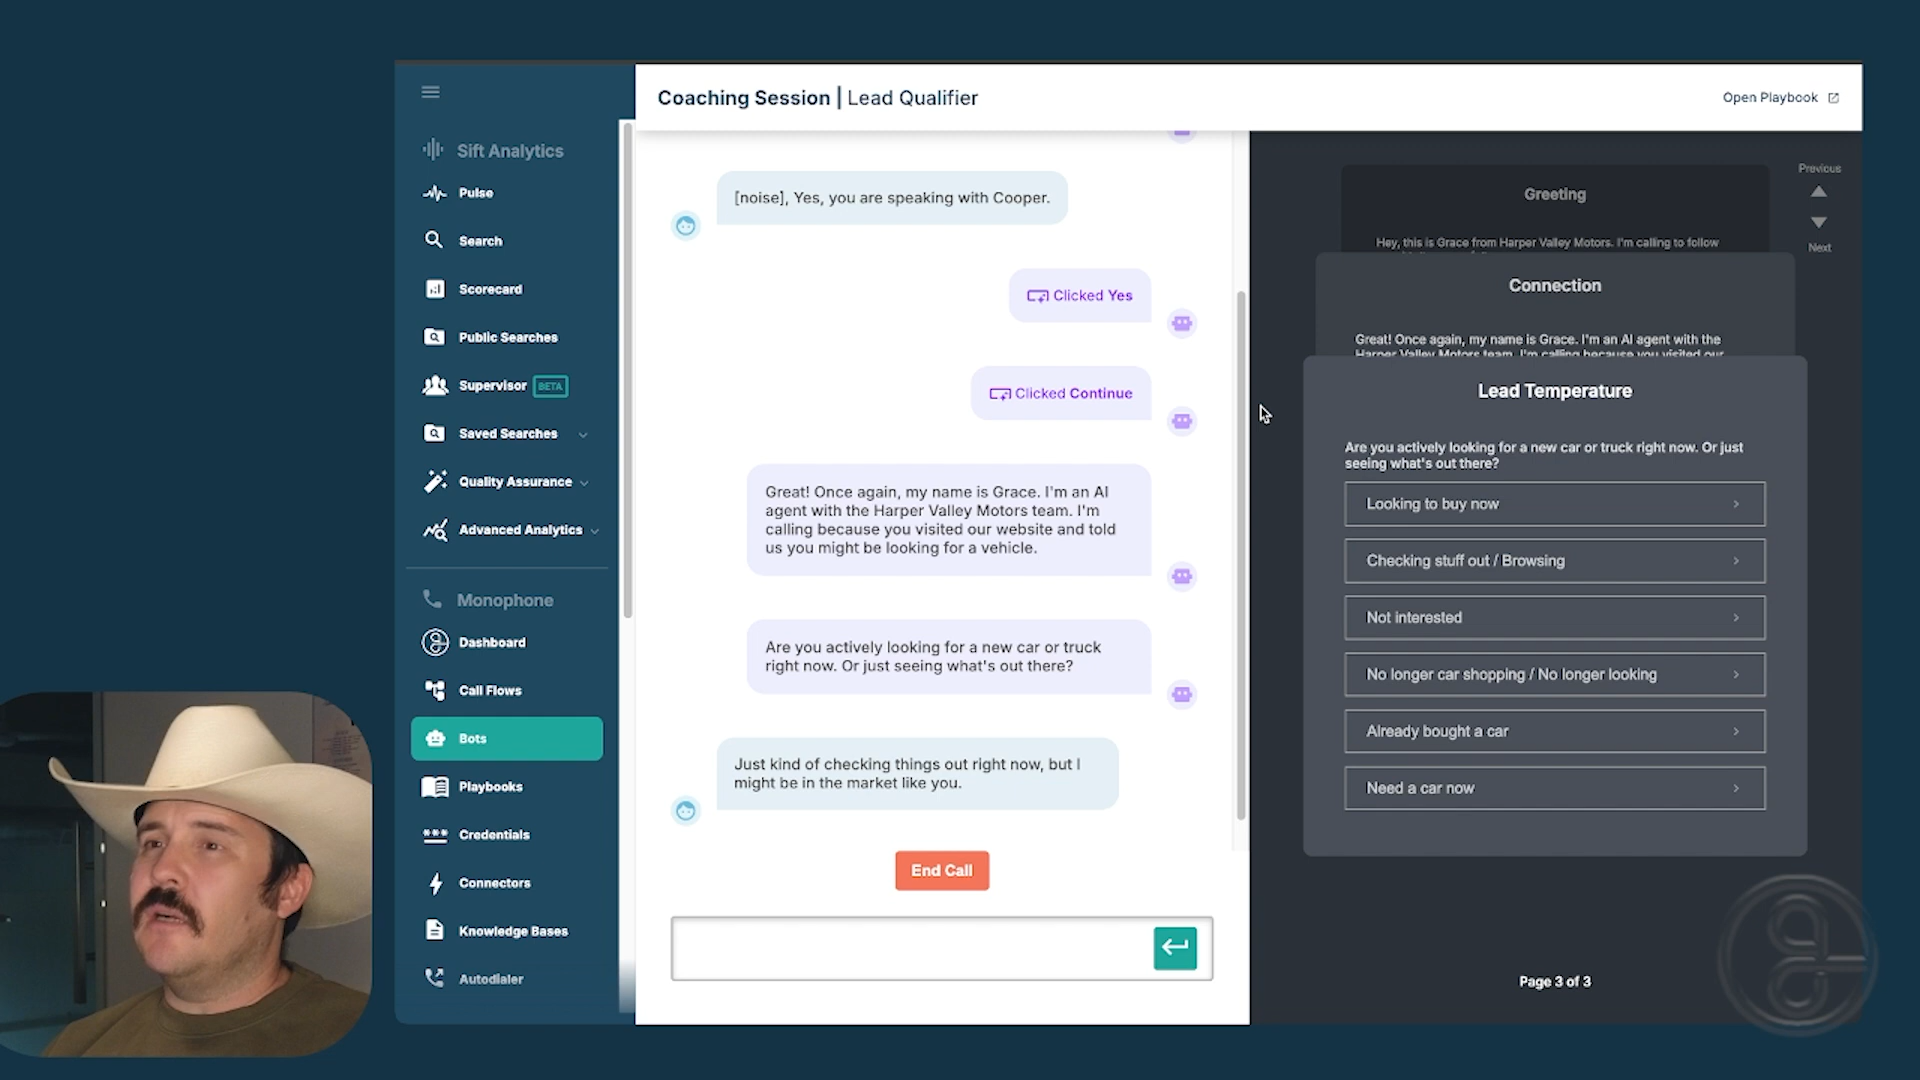 Coaching Session | Lead Qualifier
Open Playbook
Sift Analytics
Pulse
Search
Scorecard
Public Searches
Supervisor BETA
Saved Searches
Quality Assurance
Advanced Analytics
Monophone
Dashboard
Call Flows
Bots
Playbooks
Credentials
Connectors
Knowledge Bases
Autodialer
[noise], Yes, you are speaking with Cooper.
Clicked Yes
Clicked Continue
Great! Once again, my name is Grace. I'm an AI
agent with the Harper Valley Motors team. I'm
calling because you visited our website and told
us you might be looking for a vehicle.
Are you actively looking for a new car or truck
right now. Or just seeing what's out there?
Just kind of checking things out right now, but I
might be in the market like you.
End Call
Previous
Next
Greeting
Hey, this is Grace from Harper Valley Motors. I'm calling to follow
Connection
Great! Once again, my name is Grace. I'm an AI agent with the
Harper Valley Motors team. I'm calling because you visited our
Lead Temperature
Are you actively looking for a new car or truck right now. Or just
seeing what's out there?
Looking to buy now
Checking stuff out / Browsing
Not interested
No longer car shopping / No longer looking
Already bought a car
Need a car now
Page 3 of 3